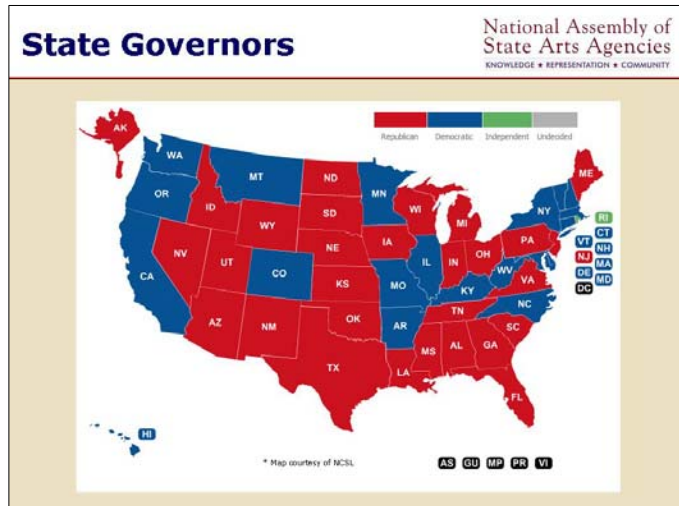 State Governors
National Assembly of
State Arts Agencies
KNOWLEDGE ★ REPRESENTATION ★ COMMUNITY
Republican Democratic Independent Undecided
AK
WA
MT
ND
MN
ME
OR
ID
SD
WI
MI
NY
RI
WY
CT
VT
NH
NV
NE
IA
PA
NJ
MA
CA
UT
CO
IL
IN
OH
WV
DE
MD
KS
MO
KY
VA
DC
NC
AZ
NM
OK
AR
TN
SC
TX
MS
AL
GA
LA
FL
HI
* Map courtesy of NCSL
AS GU MP PR VI